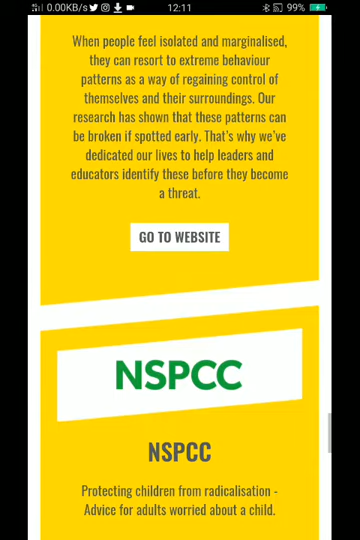 0.00KB/s 12:11 99%
When people feel isolated and marginalised,
they can resort to extreme behaviour
patterns as a way of regaining control of
themselves and their surroundings. Our
research has shown that these patterns can
be broken if spotted early. That's why we've
dedicated our lives to help leaders and
educators identify these before they become
a threat.
GO TO WEBSITE
NSPCC
NSPCC
Protecting children from radicalisation -
Advice for adults worried about a child.